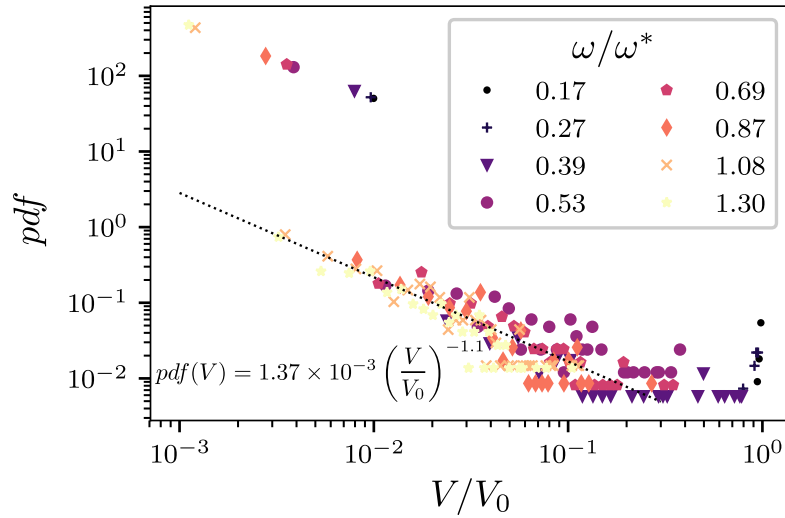 10²
10¹
10⁰
10⁻¹
10⁻²
pdf
ω/ω*
0.17 0.69
0.27 0.87
0.39 1.08
0.53 1.30
pdf(V) = 1.37 × 10⁻³ (V/V₀)^−1.1
10⁻³ 10⁻² 10⁻¹ 10⁰
V/V₀